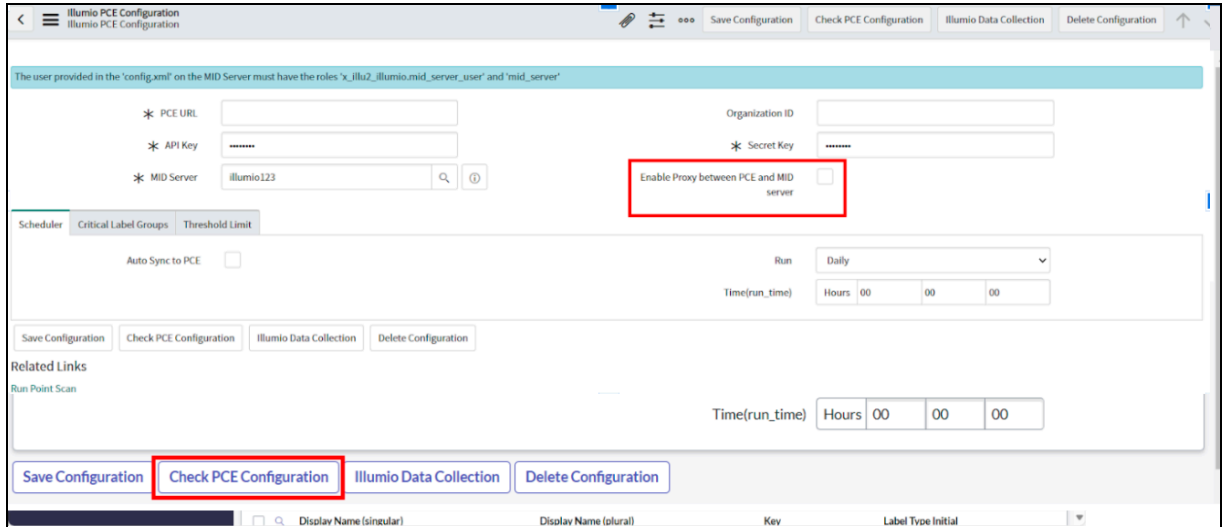 Illumio PCE Configuration
Illumio PCE Configuration
Save Configuration Check PCE Configuration Illumio Data Collection Delete Configuration
The user provided in the 'config.xml' on the MID Server must have the roles 'x_illu2_illumio.mid_server_user' and 'mid_server'
* PCE URL
Organization ID
* API Key ••••••••
* Secret Key ••••••••
* MID Server illumio123
Enable Proxy between PCE and MID
server
Scheduler Critical Label Groups Threshold Limit
Auto Sync to PCE
Run Daily
Time(run_time) Hours 00 00 00
Save Configuration Check PCE Configuration Illumio Data Collection Delete Configuration
Related Links
Run Point Scan
Time(run_time) Hours 00 00 00
Save Configuration Check PCE Configuration Illumio Data Collection Delete Configuration
Display Name (singular) Display Name (plural) Key Label Type Initial